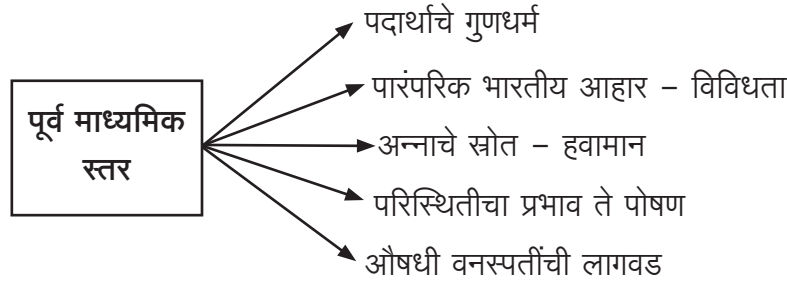 पदार्थाचे गुणधर्म
पारंपरिक भारतीय आहार – विविधता
पूर्व माध्यमिक
स्तर
अन्नाचे स्रोत – हवामान
परिस्थितीचा प्रभाव ते पोषण
औषधी वनस्पतींची लागवड